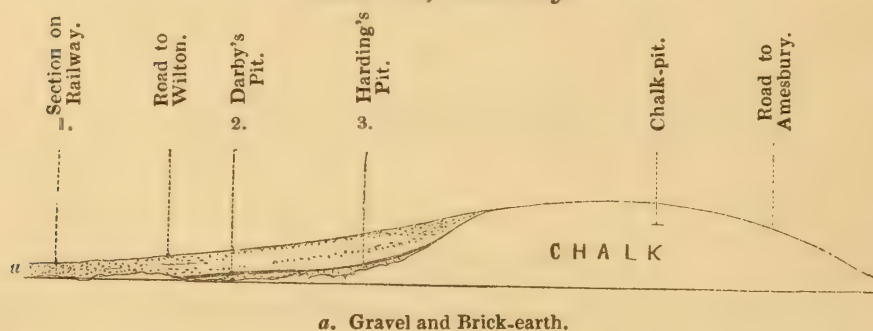 Section on
Railway.
1.
Road to
Wilton.
Darby's
Pit.
2.
Harding's
Pit.
3.
Chalk-pit.
Road to
Amesbury.
a
CHALK
a. Gravel and Brick-earth.